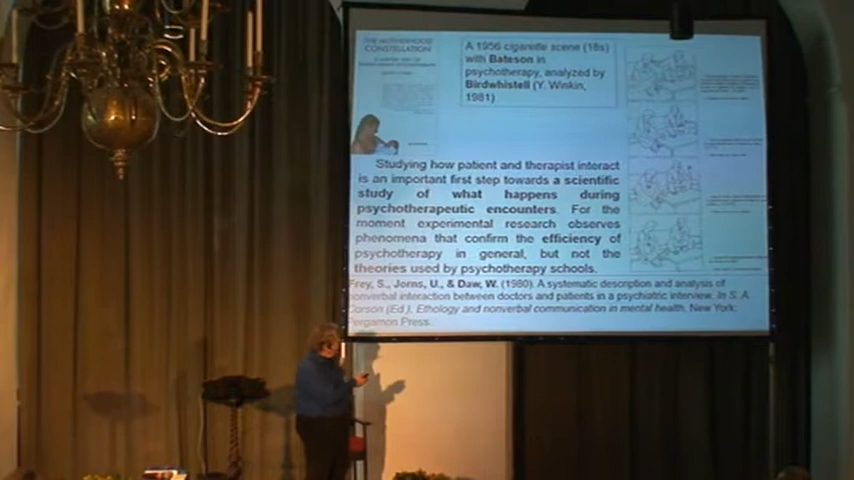 THE MOTHERHOOD
CONSTELLATION
A 1956 cigarette scene (18s)
with Bateson in
psychotherapy, analyzed by
Birdwhistell (Y. Winkin,
1981)
Studying how patient and therapist interact
is an important first step towards a scientific
study of what happens during
psychotherapeutic encounters. For the
moment experimental research observes
phenomena that confirm the efficiency of
psychotherapy in general, but not the
theories used by psychotherapy schools.
Frey, S., Jorns, U., & Daw, W. (1980). A systematic description and analysis of
nonverbal interaction between doctors and patients in a psychiatric interview. In S. A.
Corson (Ed.), Ethology and nonverbal communication in mental health, New York:
Pergamon Press.